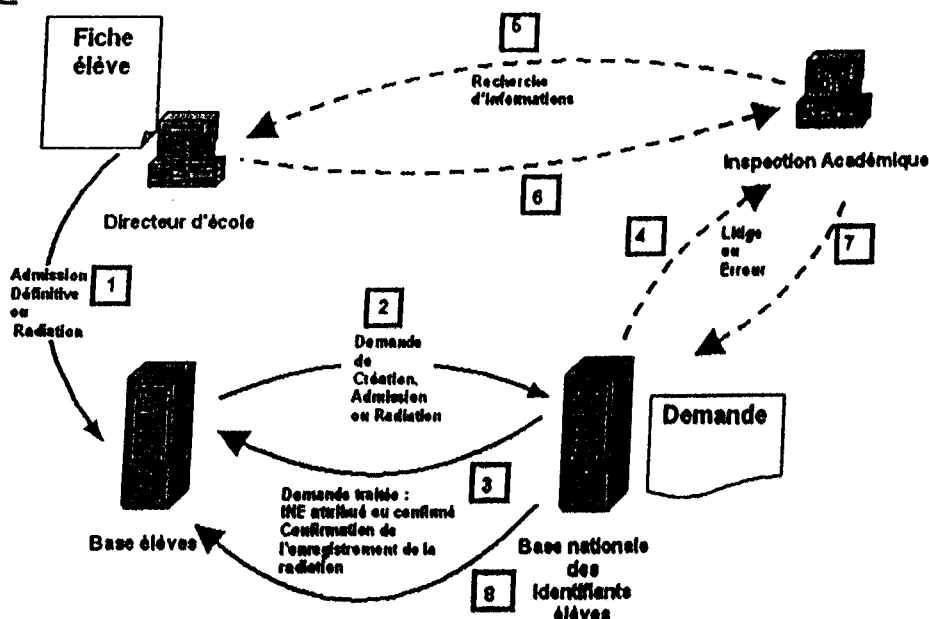 Fiche
élève
5
Recherche
d'Informations
Inspection Académique
6
Directeur d'école
4
Litige
ou
Erreur
7
Admission
Définitive
ou
Radiation
1
2
Demande
de
Création,
Admission
ou Radiation
Demande
3
Demande traitée :
INE attribué ou confirmé
Confirmation de
l'enregistrement de la
radiation
Base élèves
Base nationale
des
Identifiants
élèves
8